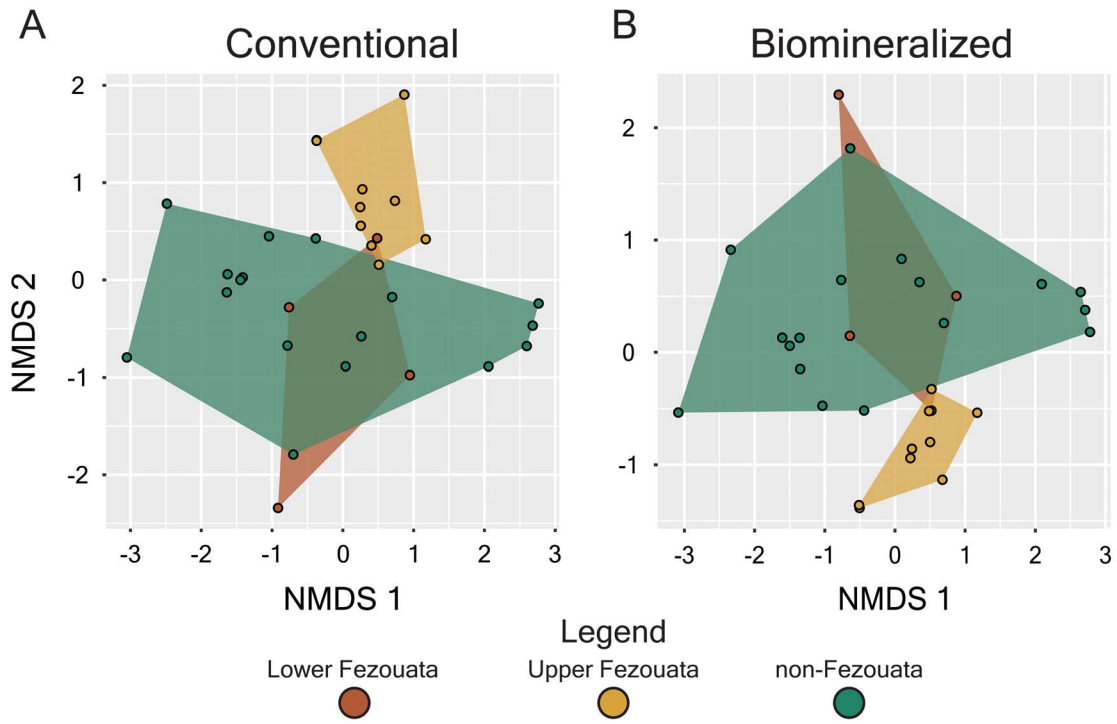 A
Conventional
NMDS 2
2
1
0
-1
-2
-3 -2 -1 0 1 2 3
NMDS 1
B
Biomineralized
2
1
0
-1
-3 -2 -1 0 1 2 3
NMDS 1
Legend
Lower Fezouata Upper Fezouata non-Fezouata